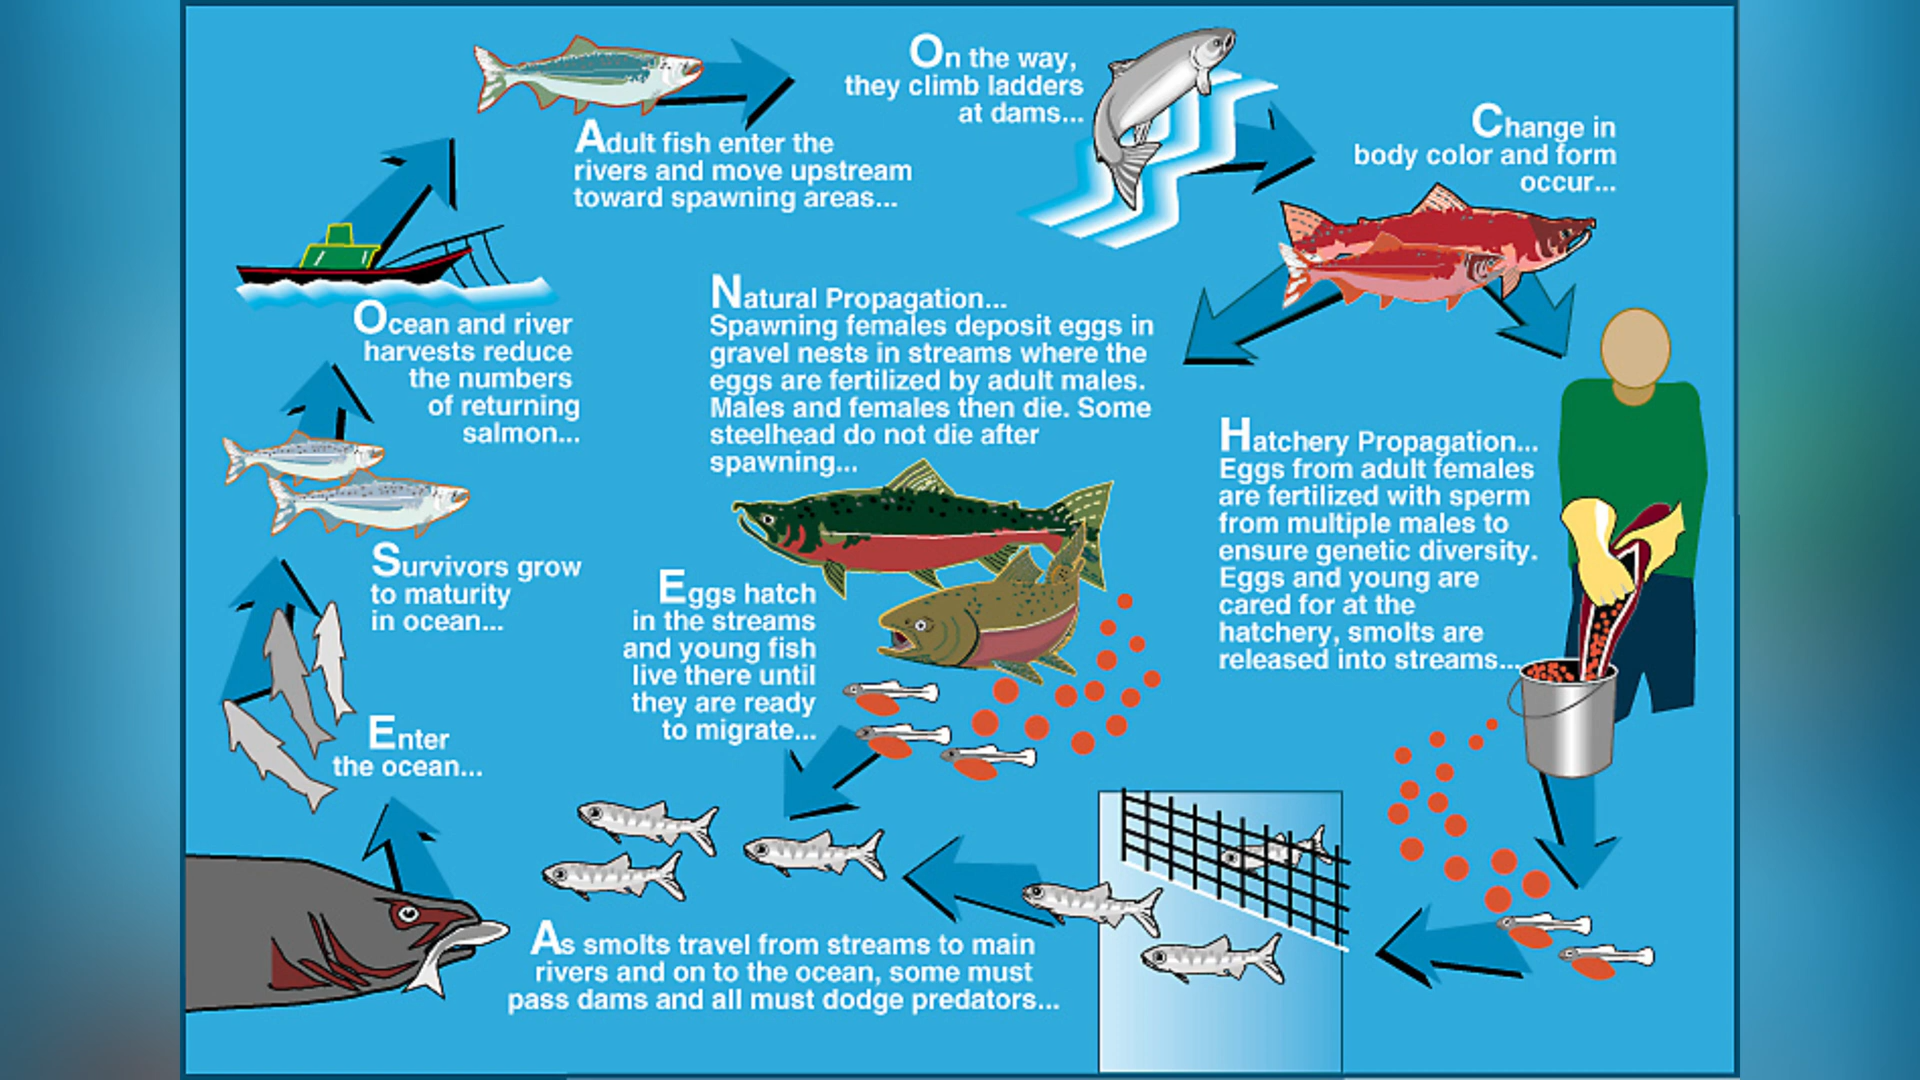 Adult fish enter the
rivers and move upstream
toward spawning areas...
On the way,
they climb ladders
at dams...
Change in
body color and form
occur...
Natural Propagation...
Spawning females deposit eggs in
gravel nests in streams where the
eggs are fertilized by adult males.
Males and females then die. Some
steelhead do not die after
spawning...
Hatchery Propagation...
Eggs from adult females
are fertilized with sperm
from multiple males to
ensure genetic diversity.
Eggs and young are
cared for at the
hatchery, smolts are
released into streams...
Eggs hatch
in the streams
and young fish
live there until
they are ready
to migrate...
As smolts travel from streams to main
rivers and on to the ocean, some must
pass dams and all must dodge predators...
Enter
the ocean...
Survivors grow
to maturity
in ocean...
Ocean and river
harvests reduce
the numbers
of returning
salmon...